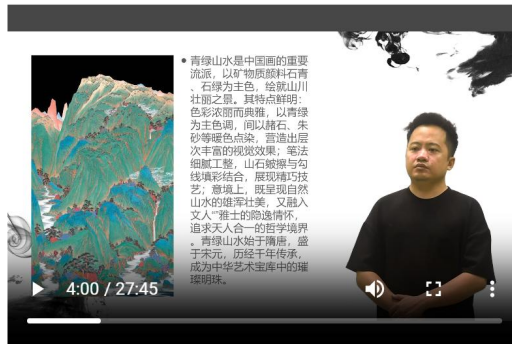 • 青绿山水是中国画的重要
流派，以矿物质颜料石青
、石绿为主色，绘就山川
壮丽之景。其特点鲜明：
色彩浓丽而典雅，以青绿
为主色调，间以赭石、朱
砂等暖色点染，营造出层
次丰富的视觉效果；笔法
细腻工整，山石皴擦与勾
线填彩结合，展现精巧技
艺；意境上，既呈现自然
山水的雄浑壮美，又融入
文人“”雅士的隐逸情怀，
追求天人合一的哲学境界
。青绿山水始于隋唐，盛
于宋元，历经千年传承，
成为中华艺术宝库中的璀
璨明珠。
4:00 / 27:45